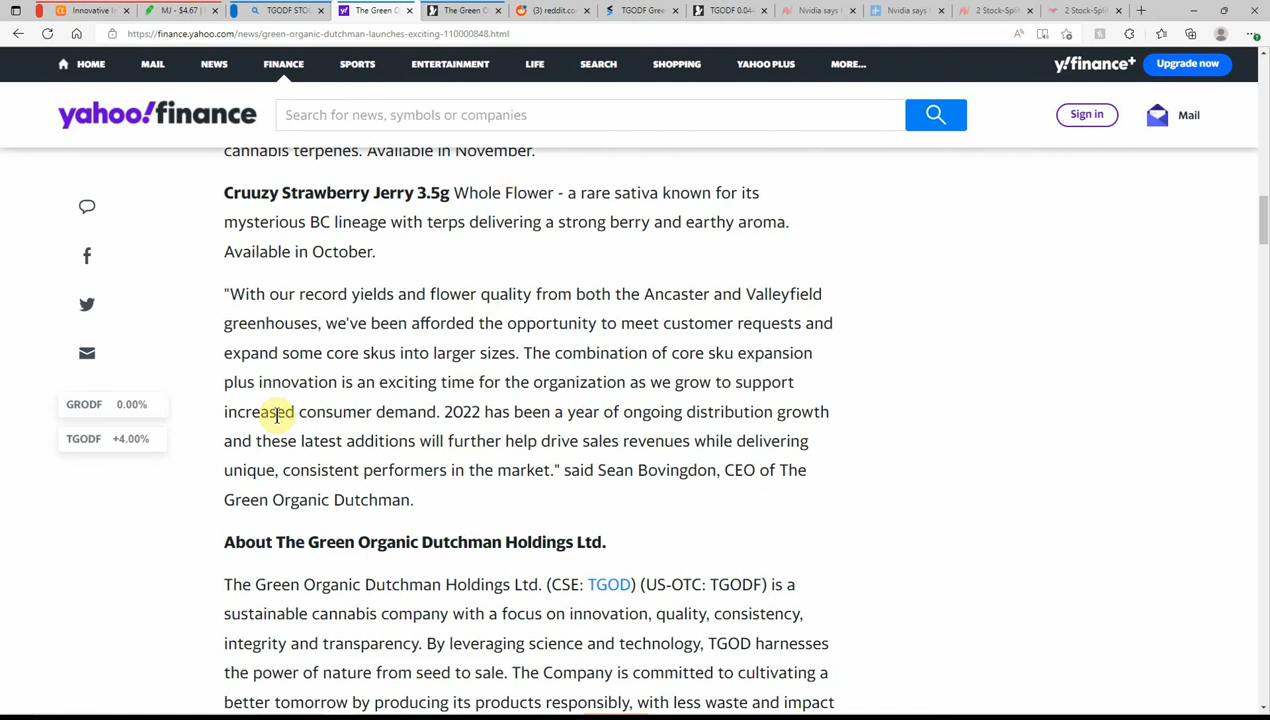 Innovative I
MJ - $4.67 |
TGODF STOC
The Green O
The Green O
(3) reddit.co
TGODF Gree
TGODF 0.04
Nvidia says
Nvidia says
2 Stock-Split
2 Stock-Split
https://finance.yahoo.com/news/green-organic-dutchman-launches-exciting-110000848.html
HOME MAIL NEWS FINANCE SPORTS ENTERTAINMENT LIFE SEARCH SHOPPING YAHOO PLUS MORE... y!finance+ Upgrade now
yahoo!finance Search for news, symbols or companies Sign in Mail
cannabis terpenes. Available in November.
Cruuzy Strawberry Jerry 3.5g Whole Flower - a rare sativa known for its
mysterious BC lineage with terps delivering a strong berry and earthy aroma.
Available in October.
"With our record yields and flower quality from both the Ancaster and Valleyfield
greenhouses, we've been afforded the opportunity to meet customer requests and
expand some core skus into larger sizes. The combination of core sku expansion
plus innovation is an exciting time for the organization as we grow to support
increased consumer demand. 2022 has been a year of ongoing distribution growth
and these latest additions will further help drive sales revenues while delivering
unique, consistent performers in the market." said Sean Bovingdon, CEO of The
Green Organic Dutchman.
GRODF 0.00%
TGODF +4.00%
About The Green Organic Dutchman Holdings Ltd.
The Green Organic Dutchman Holdings Ltd. (CSE: TGOD) (US-OTC: TGODF) is a
sustainable cannabis company with a focus on innovation, quality, consistency,
integrity and transparency. By leveraging science and technology, TGOD harnesses
the power of nature from seed to sale. The Company is committed to cultivating a
better tomorrow by producing its products responsibly, with less waste and impact